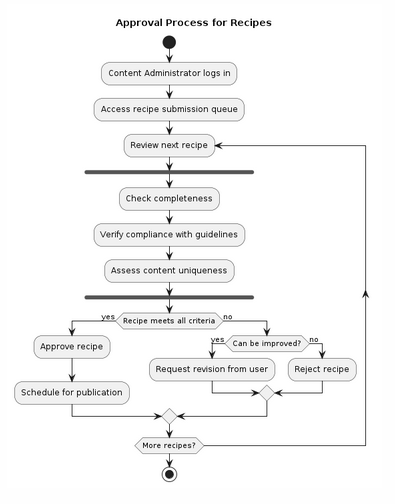 Approval Process for Recipes
Content Administrator logs in
Access recipe submission queue
Review next recipe
Check completeness
Verify compliance with guidelines
Assess content uniqueness
yes
Recipe meets all criteria
no
Approve recipe
Schedule for publication
yes
Can be improved?
no
Request revision from user
Reject recipe
More recipes?